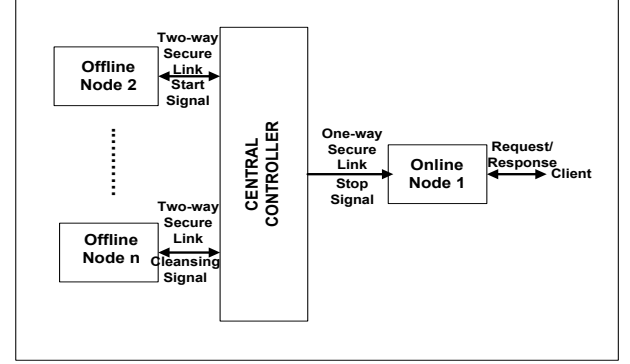 Two-way
Secure
Link
Start
Signal
Offline
Node 2
CENTRAL
CONTROLLER
One-way
Secure
Link
Stop
Signal
Online
Node 1
Request/
Response
Client
Two-way
Secure
Link
Cleansing
Signal
Offline
Node n